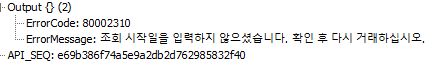 Output {} (2)
ErrorCode: 80002310
ErrorMessage: 조회 시작일을 입력하지 않으셨습니다. 확인 후 다시 거래하십시오.
API_SEQ: e69b386f74a5e9a2db2d762985832f40